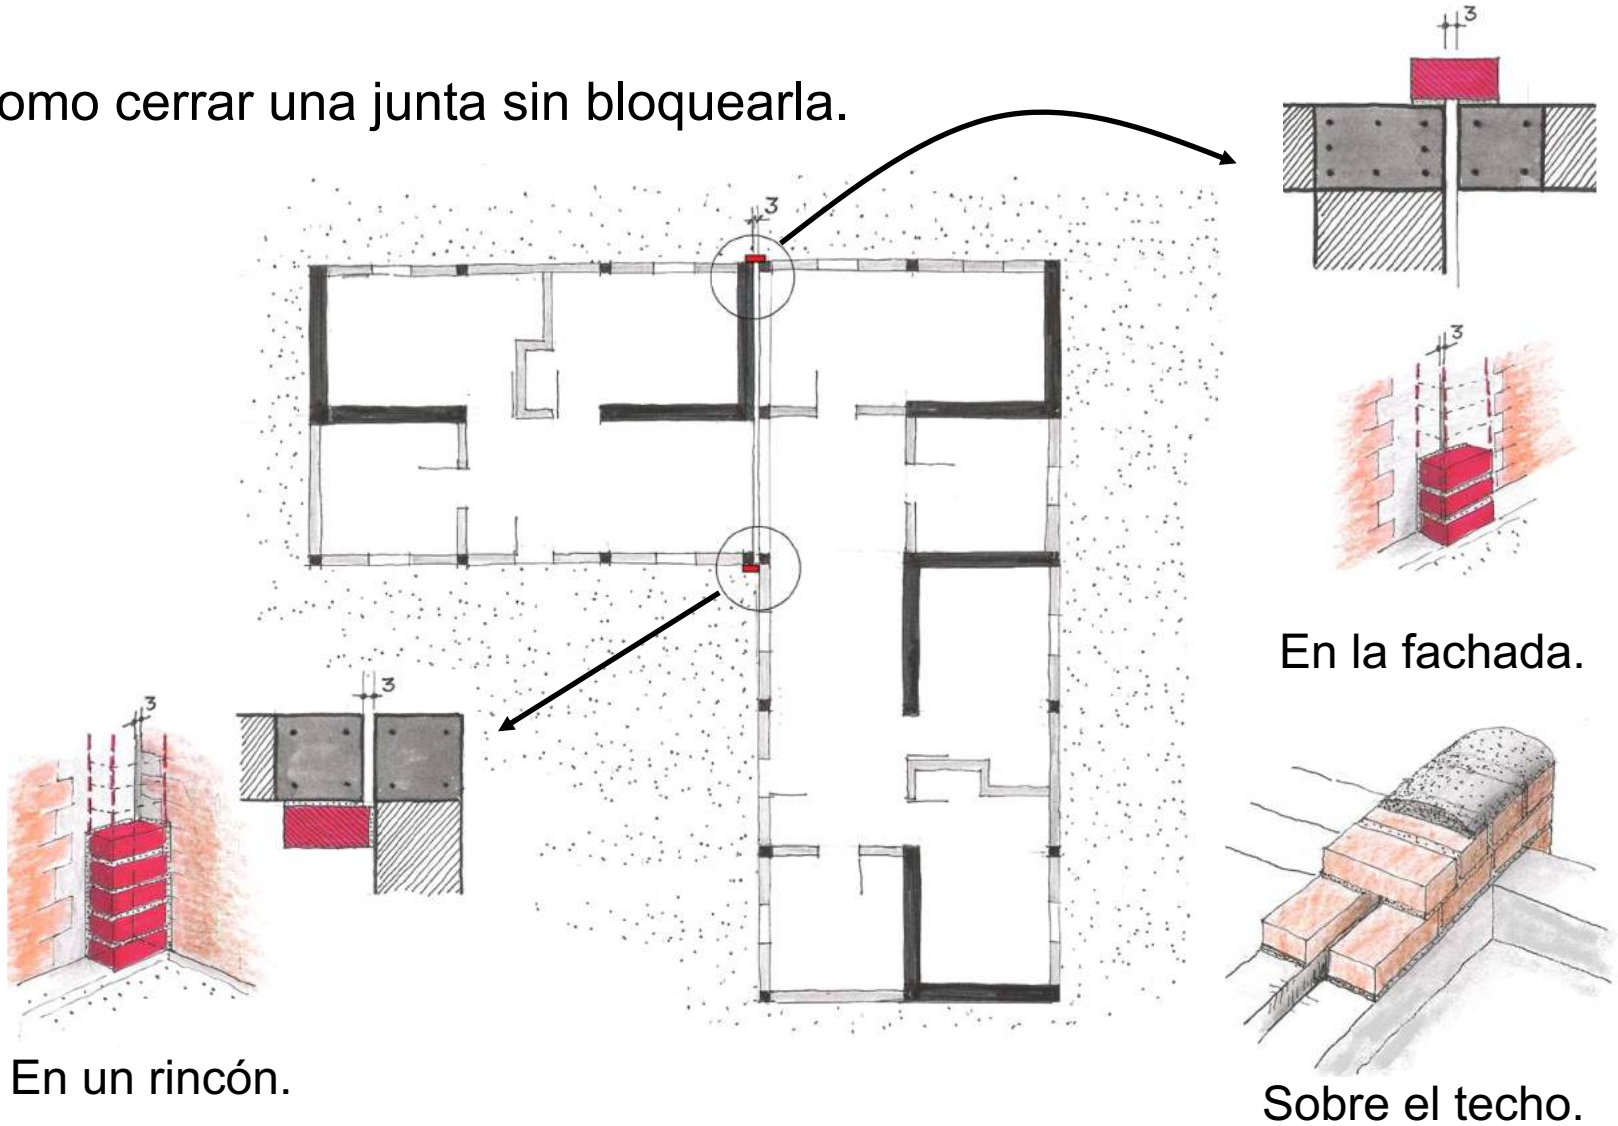 omo cerrar una junta sin bloquearla.
3
3
3
En la fachada.
3
3
En un rincón.
Sobre el techo.